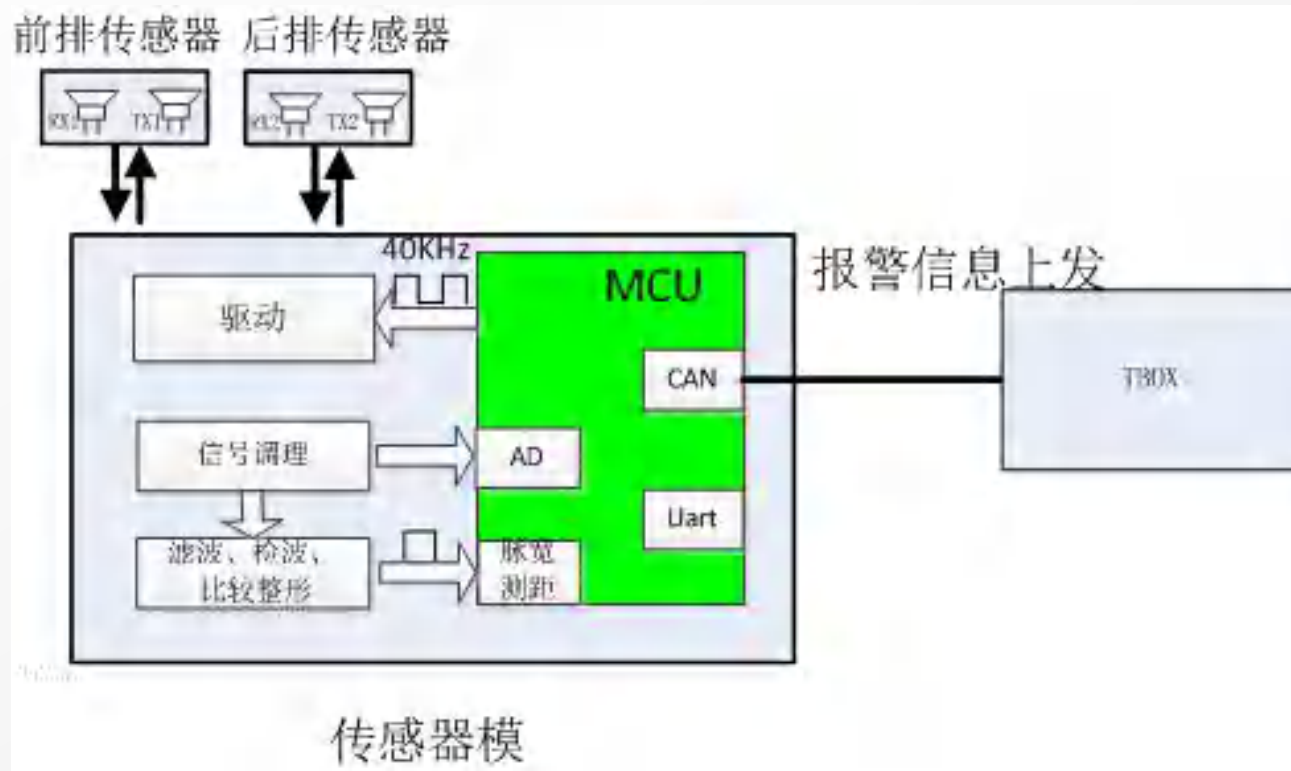 前排传感器 后排传感器
TX1
RX2 TX2
40KHz
MCU
驱动
报警信息上发
CAN
TBOX
信号调理
AD
Uart
滤波、检波、
比较整形
脉宽
测距
传感器模